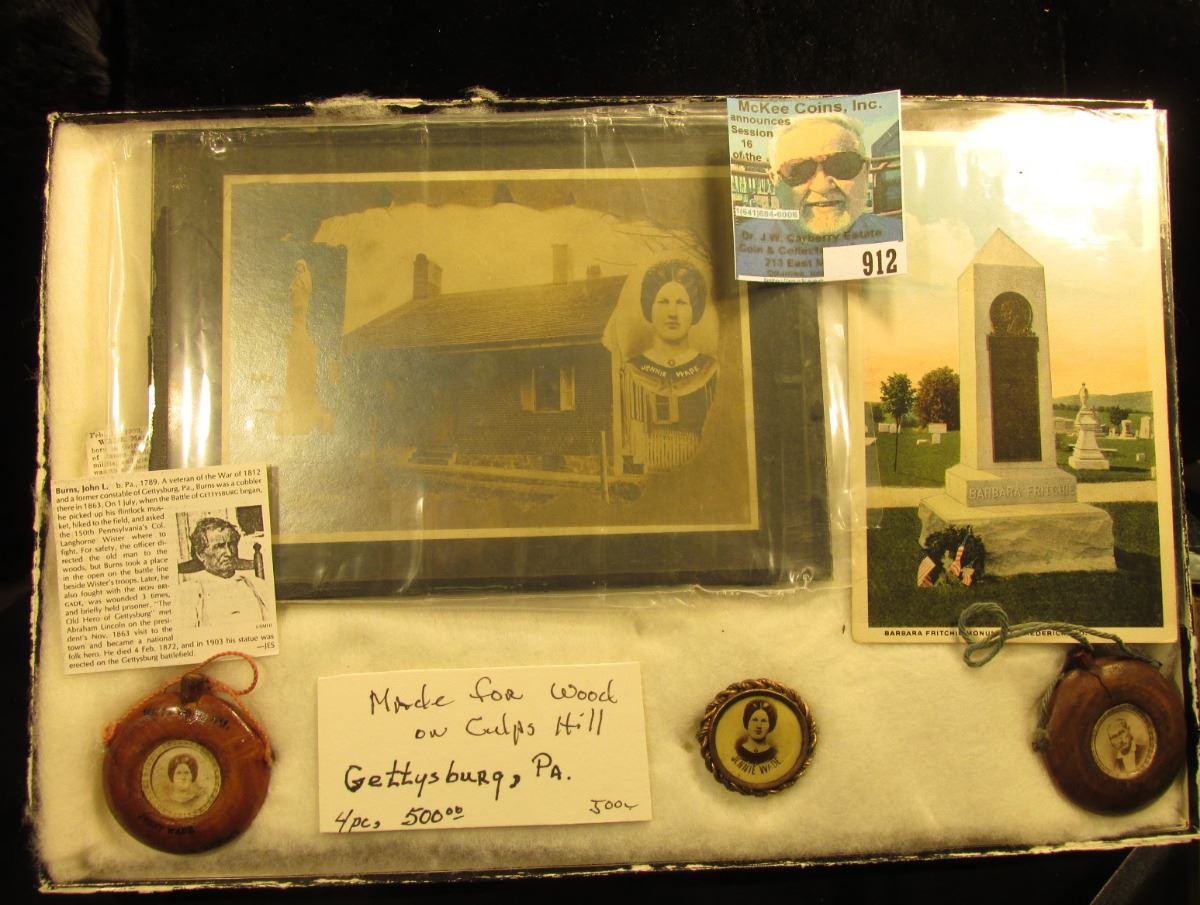 McKee Coins, Inc.
announces
Session
16
of the
1(641)684-6006
Dr. J.W. Carberry Estate
Coin &
213 East
912
JENNIE WADE
BARBARA FRITCHIE
BARBARA FRITCHIE
Burns, John L. b. Pa., 1789. A veteran of the War of 1812
and a former constable of Gettysburg, Pa., Burns was a cobbler
there in 1863. On 1 July, when the Battle of GETTYSBURG began,
he picked up his flintlock mus-
ket, hiked to the field, and asked
the 150th Pennsylvania's Col.
Langhorne Wister where to
fight. For safety, the officer di-
rected the old man to the
woods, but Burns took a place
in the open on the battle line
beside Wister's troops. Later, he
also fought with the IRON BRI-
GADE, was wounded 3 times,
and briefly held prisoner. "The
Old Hero of Gettysburg" met
Abraham Lincoln on the presi-
dent's Nov. 1863 visit to the
town and became a national
folk hero. He died 4 Feb. 1872, and in 1903 his statue was
erected on the Gettysburg battlefield.
—JES
Made for Wood
on Culps Hill
Gettysburg, PA.
4pc, 500⁰⁰
500
JENNIE WADE
WADE